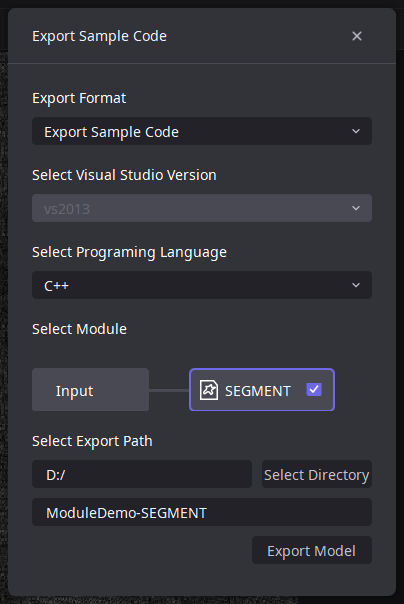 Export Sample Code
Export Format
Export Sample Code
Select Visual Studio Version
vs2013
Select Programing Language
C++
Select Module
Input
SEGMENT
Select Export Path
D:/
Select Directory
ModuleDemo-SEGMENT
Export Model